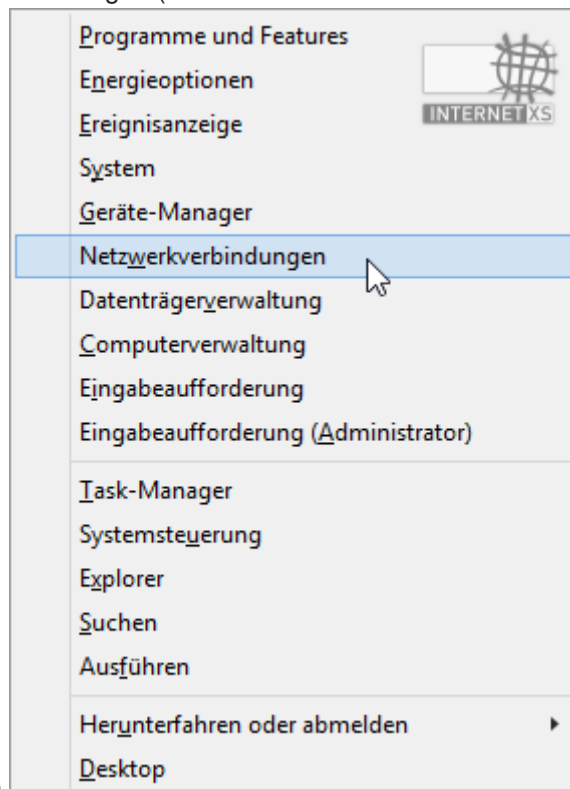 Programme und Features
Energieoptionen
INTERNET XS
Ereignisanzeige
System
Geräte-Manager
Netzwerkverbindungen
Datenträgerverwaltung
Computerverwaltung
Eingabeaufforderung
Eingabeaufforderung (Administrator)
Task-Manager
Systemsteuerung
Explorer
Suchen
Ausführen
Herunterfahren oder abmelden
Desktop